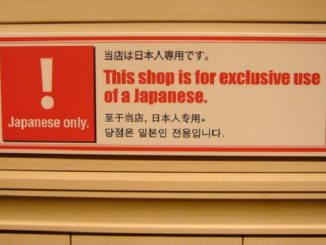 !
Japanese only.
当店は日本人専用です。
This shop is for exclusive use
of a Japanese.
至于当店，日本人专用。
당점은 일본인 전용입니다.